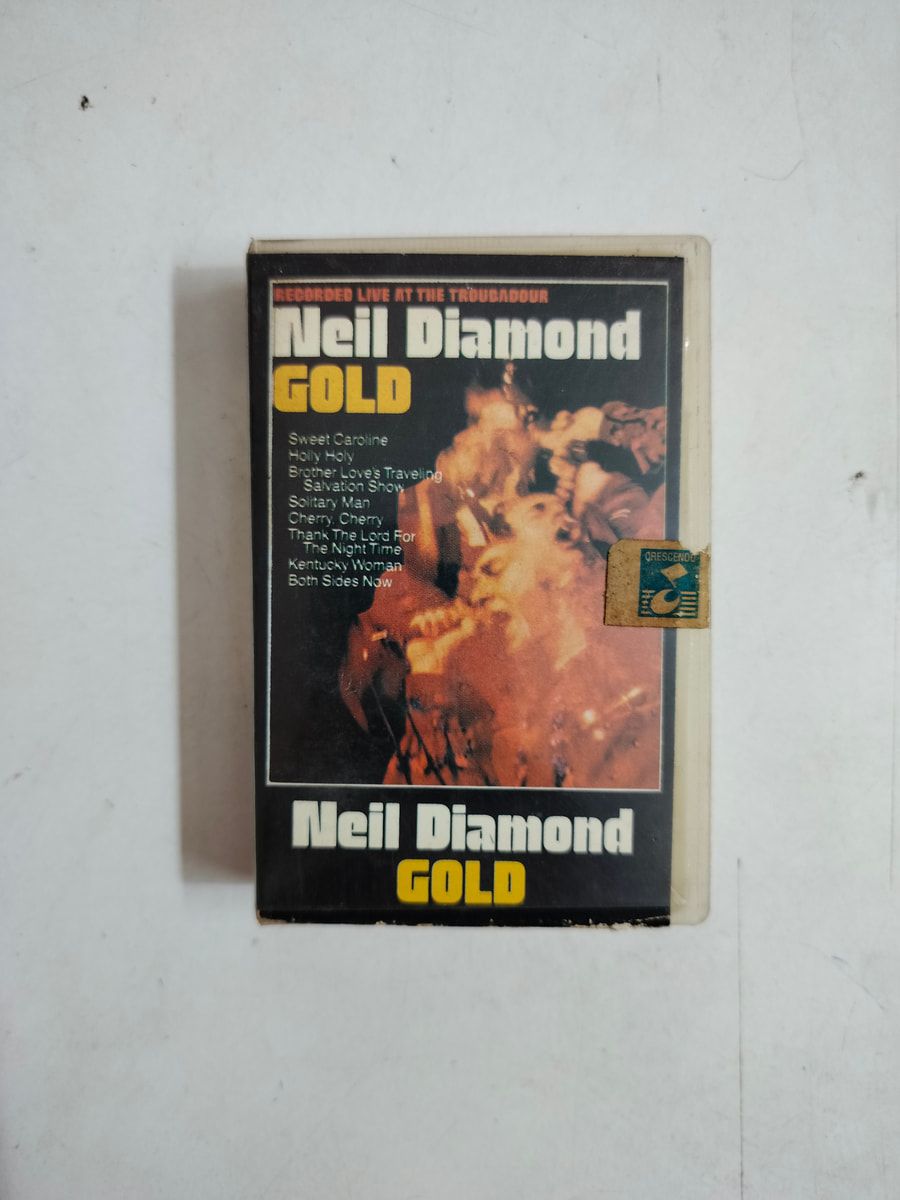 RECORDED LIVE AT THE TROUBADOUR
Neil Diamond
GOLD
Sweet Caroline
Holly Holy
Brother Love's Traveling
Salvation Show
Solitary Man
Cherry, Cherry
Thank The Lord For
The Night Time
Kentucky Woman
Both Sides Now
CRESCENDO
Neil Diamond
GOLD